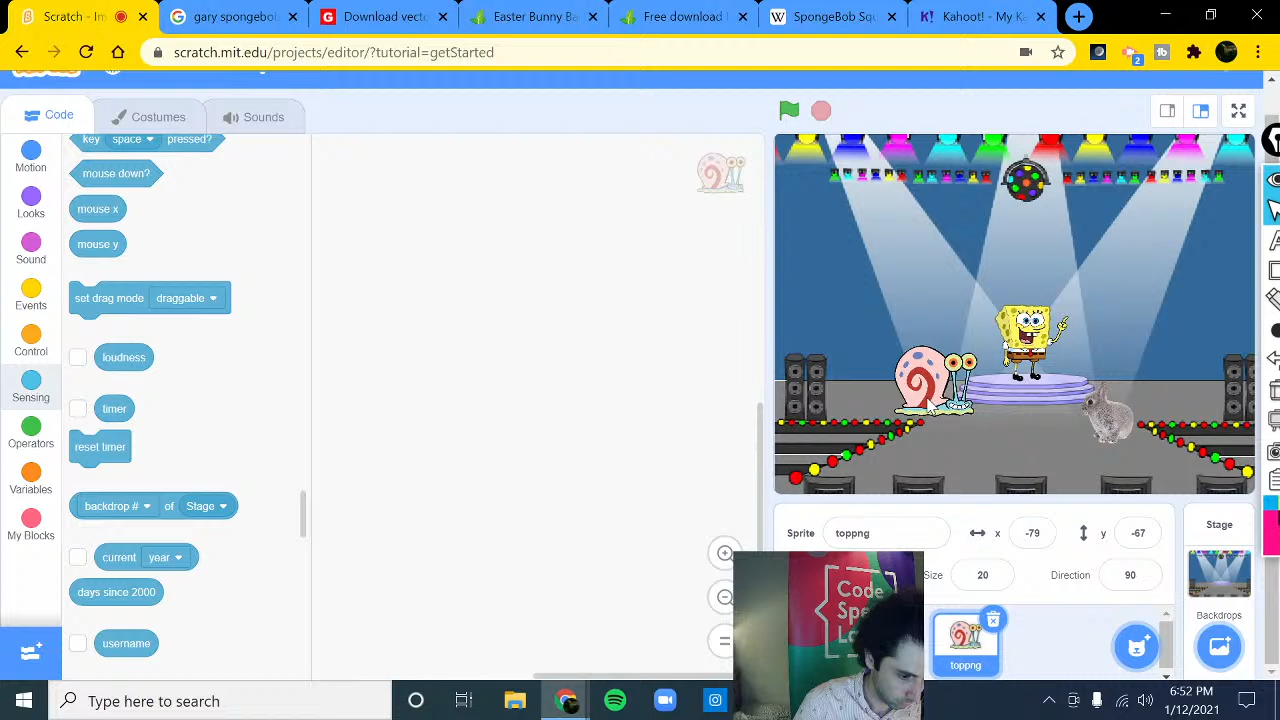 Scratch - Im
gary spongebo
Download vect
Easter Bunny Ba
Free download
SpongeBob Squ
Kahoot! - My Ka
scratch.mit.edu/projects/editor/?tutorial=getStarted
2
Code
Costumes
Sounds
Motion
Looks
Sound
Events
Control
Sensing
Operators
Variables
My Blocks
key space pressed?
mouse down?
mouse x
mouse y
set drag mode draggable
loudness
timer
reset timer
backdrop # of Stage
current year
days since 2000
username
Sprite toppng x -79 y -67
Size 20 Direction 90
toppng
Stage
Backdrops
Code
Type here to search
6:52 PM
1/12/2021